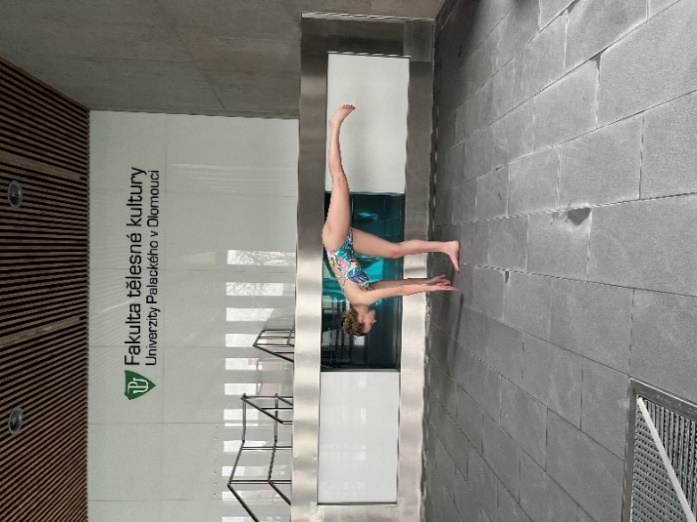 Fakulta tělesné kultury
Univerzity Palackého v Olomouci